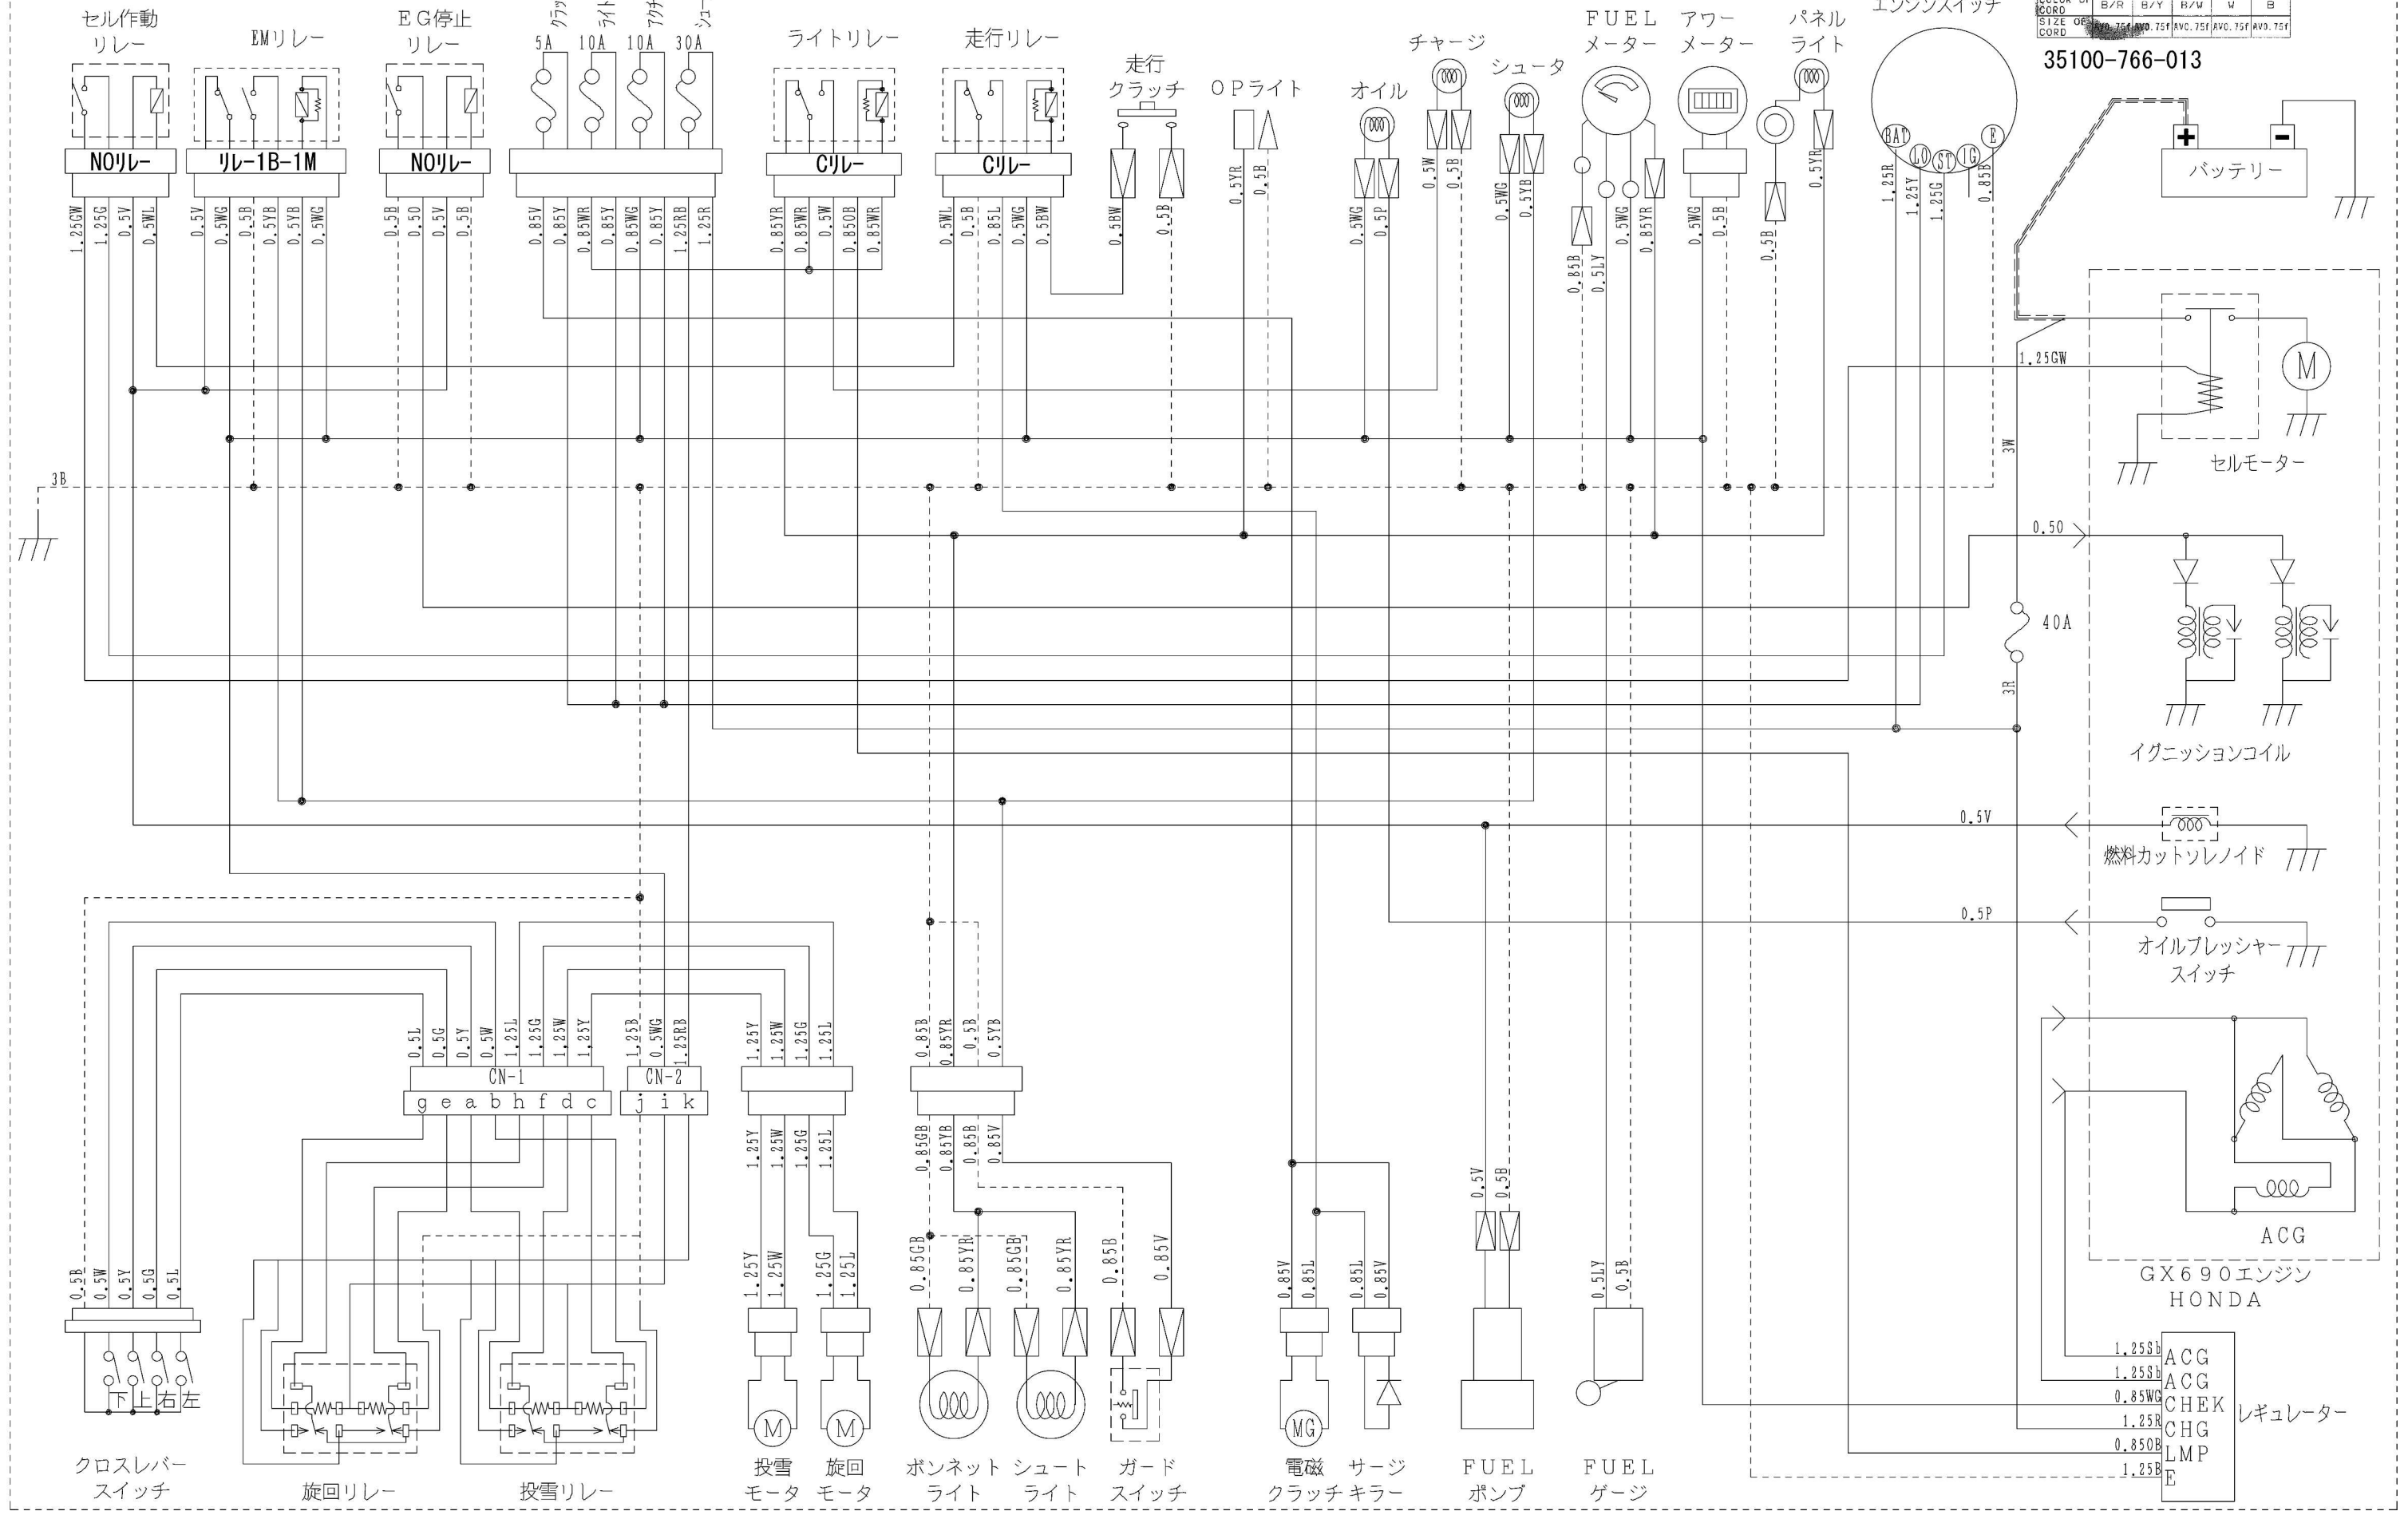 セル作動
リレー
EMリレー
EG停止
リレー
5A
10A
10A
30A
ライトリレー
走行リレー
走行
クラッチ
OPライト
オイル
チャージ
シュータ
FUEL
メーター
アワー
メーター
パネル
ライト
エンジンスイッチ
CORD
B/R
B/Y
B/W
W
B
SIZE OF
CORD
AVO.75f
AVO.75f
AVO.75f
AVO.75f
35100-766-013
BAT
LO
ST
IG
E
+
-
バッテリー
NOリレー
リレー1B-1M
NOリレー
Cリレー
Cリレー
1.25GW
1.25G
0.5V
0.5WL
0.5V
0.5WG
0.5B
0.5YB
0.5YB
0.5WG
0.5B
0.5O
0.5V
0.5B
0.85V
0.85Y
0.85WR
0.85Y
0.85WG
0.85Y
1.25RB
1.25R
0.85YR
0.85WR
0.5W
0.85OB
0.85WR
0.5WL
0.5B
0.85L
0.5WG
0.5BW
0.5BW
0.5B
0.5YR
0.5B
0.5WG
0.5P
0.5W
0.5B
0.5WG
0.5YB
0.85B
0.5LY
0.5WG
0.85YR
0.5WG
0.5B
0.5B
0.5YR
1.25R
1.25Y
1.25G
0.85B
1.25GW
M
セルモーター
3W
3B
0.5O
40A
3R
イグニッションコイル
0.5V
燃料カットソレノイド
0.5P
オイルプレッシャー
スイッチ
ACG
GX690エンジン
HONDA
0.5L
0.5G
0.5Y
0.5W
1.25L
1.25G
1.25W
1.25Y
1.25B
0.5WG
1.25RB
1.25Y
1.25W
1.25G
1.25L
0.85B
0.85YR
0.5B
0.5YB
CN-1
CN-2
g e a b h f d c
j i k
1.25Y
1.25W
1.25G
1.25L
0.85GB
0.85YB
0.85B
0.85V
0.5V
0.5B
0.5B
0.5W
0.5Y
0.5G
0.5L
1.25Y
1.25W
1.25G
1.25L
0.85GB
0.85YR
0.85GB
0.85YR
0.85B
0.85V
0.85V
0.85L
0.85L
0.85V
0.5LY
0.5B
下 上 右 左
M
M
MG
1.25Sb
ACG
1.25Sb
ACG
0.85WG
CHEK
1.25R
CHG
0.85OB
LMP
1.25B
E
レギュレーター
クロスレバー
スイッチ
旋回リレー
投雪リレー
投雪
モータ
旋回
モータ
ボンネット
ライト
シュート
ライト
ガード
スイッチ
電磁
クラッチ
サージ
キラー
FUEL
ポンプ
FUEL
ゲージ